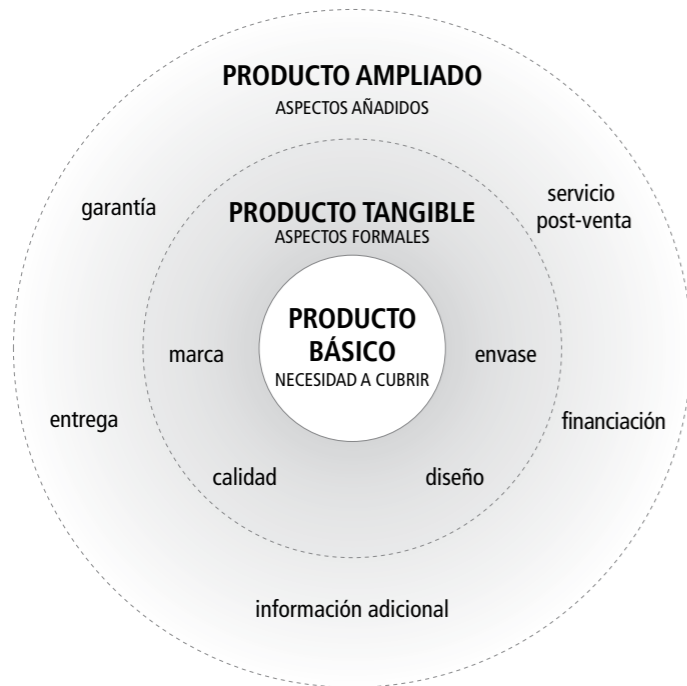 PRODUCTO AMPLIADO
ASPECTOS AÑADIDOS
garantía
servicio
post-venta
PRODUCTO TANGIBLE
ASPECTOS FORMALES
PRODUCTO
BÁSICO
NECESIDAD A CUBRIR
marca
envase
entrega
financiación
calidad
diseño
información adicional